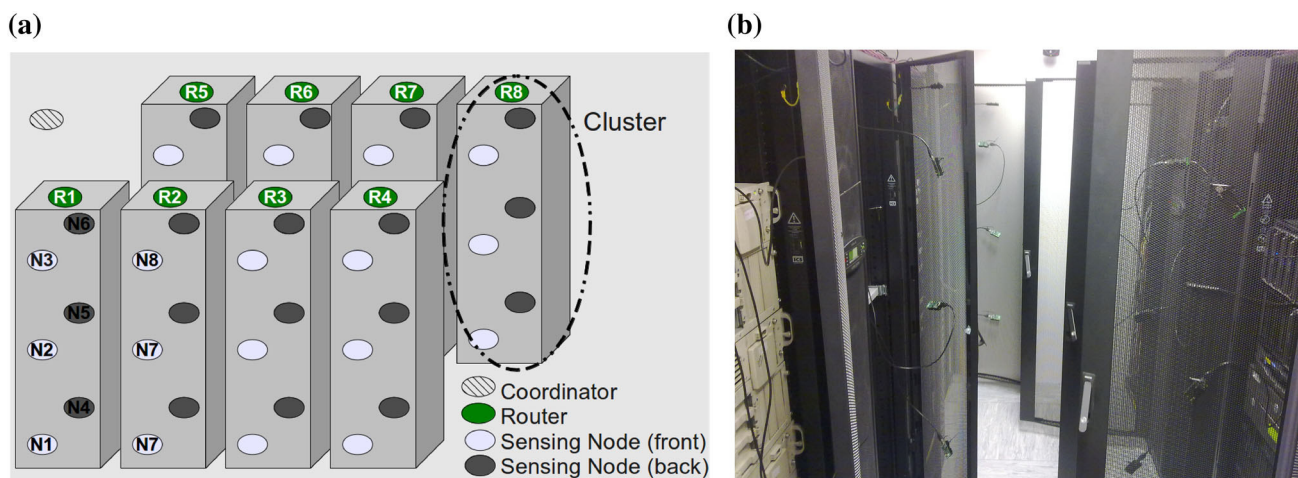 (a)
(b)
R5 R6 R7 R8
Cluster
R1 R2 R3 R4
N6
N3 N8
N5
N2 N7
N4
N1 N7
Coordinator
Router
Sensing Node (front)
Sensing Node (back)